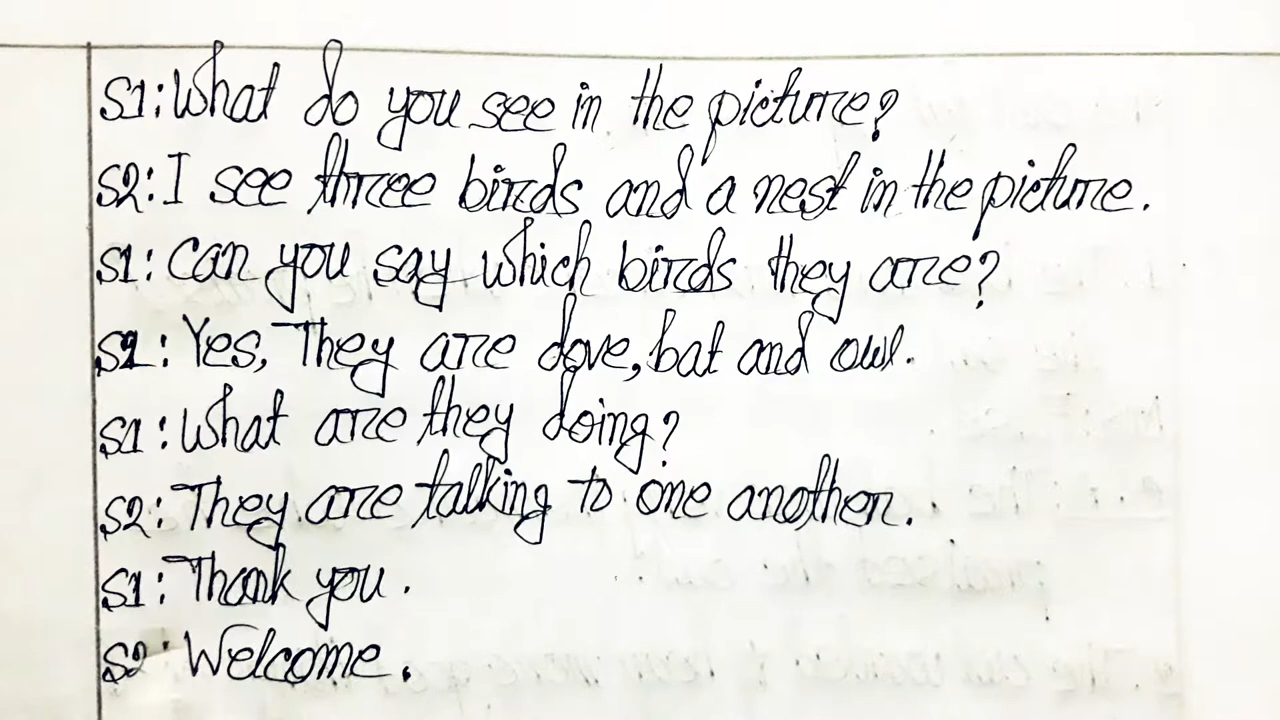 S1: What do you see in the picture?
S2: I see three birds and a nest in the picture.
S1: Can you say which birds they are?
S2: Yes, They are dove, bat and owl.
S1: What are they doing?
S2: They are talking to one another.
S1: Thank you.
S2: Welcome.